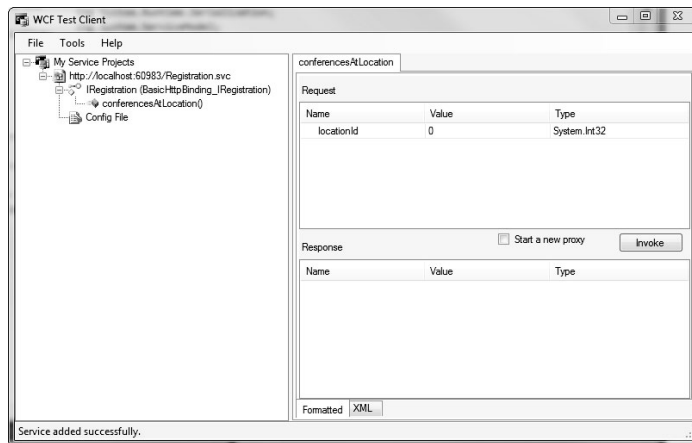 WCF Test Client
File Tools Help
My Service Projects
http://localhost:60983/Registration.svc
IRegistration (BasicHttpBinding_IRegistration)
conferencesAtLocation()
Config File
conferencesAtLocation
Request
Name Value Type
locationId 0 System.Int32
Start a new proxy Invoke
Response
Name Value Type
Formatted XML
Service added successfully.